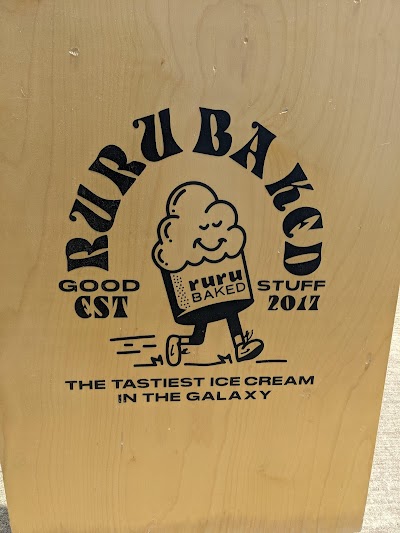 RURU BAKED
GOOD STUFF
EST 2017
ruru
BAKED
THE TASTIEST ICE CREAM
IN THE GALAXY